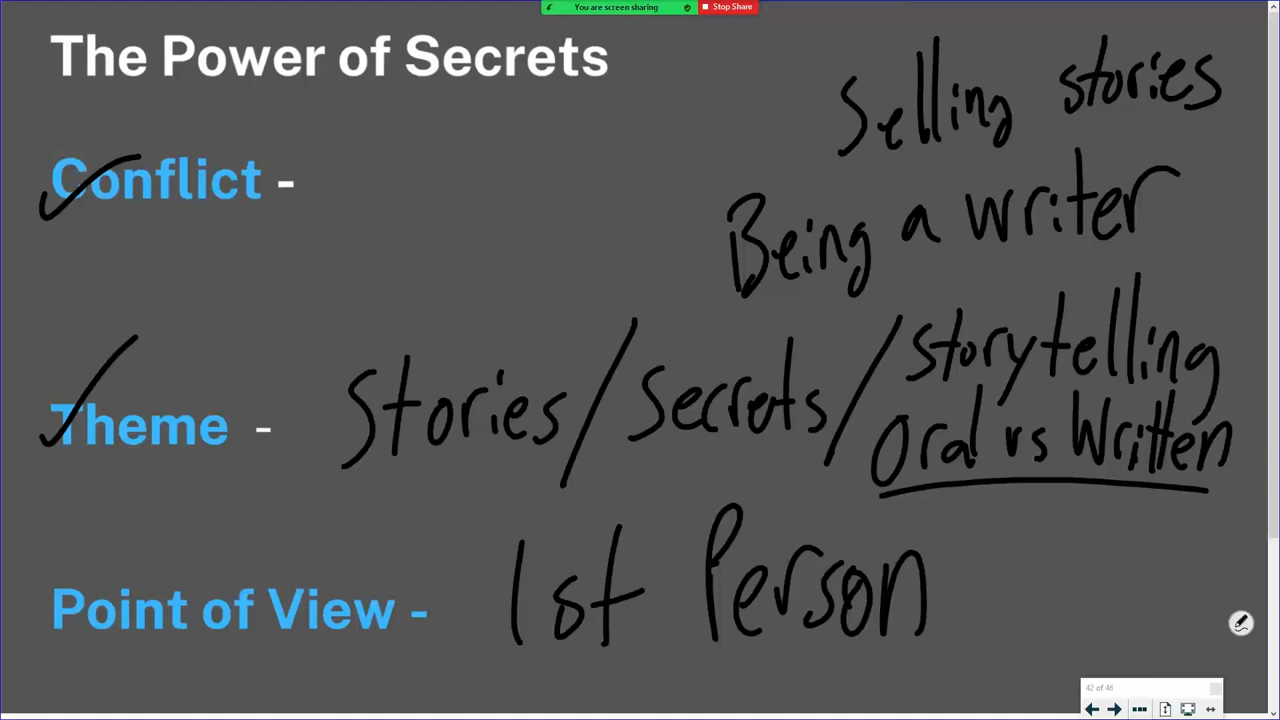 You are screen sharing Stop Share
The Power of Secrets
Selling stories
Conflict -
Being a writer
Theme - Stories/Secrets/storytelling
Oral vs Written
Point of View - 1st Person
42 of 46